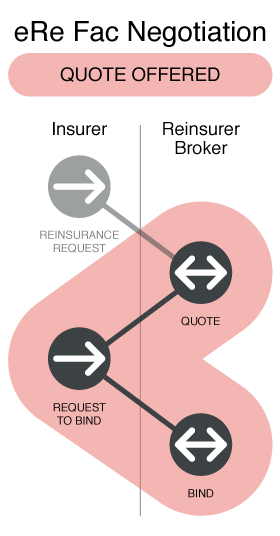 eRe Fac Negotiation
QUOTE OFFERED
Insurer
Reinsurer
Broker
REINSURANCE
REQUEST
QUOTE
REQUEST
TO BIND
BIND